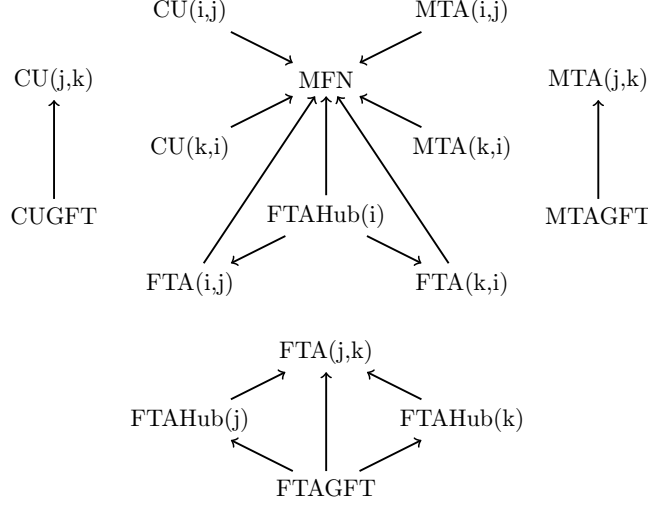 CU(i,j)
MTA(i,j)
CU(j,k)
MFN
MTA(j,k)
CU(k,i)
MTA(k,i)
CUGFT
FTAHub(i)
MTAGFT
FTA(i,j)
FTA(k,i)
FTA(j,k)
FTAHub(j)
FTAHub(k)
FTAGFT